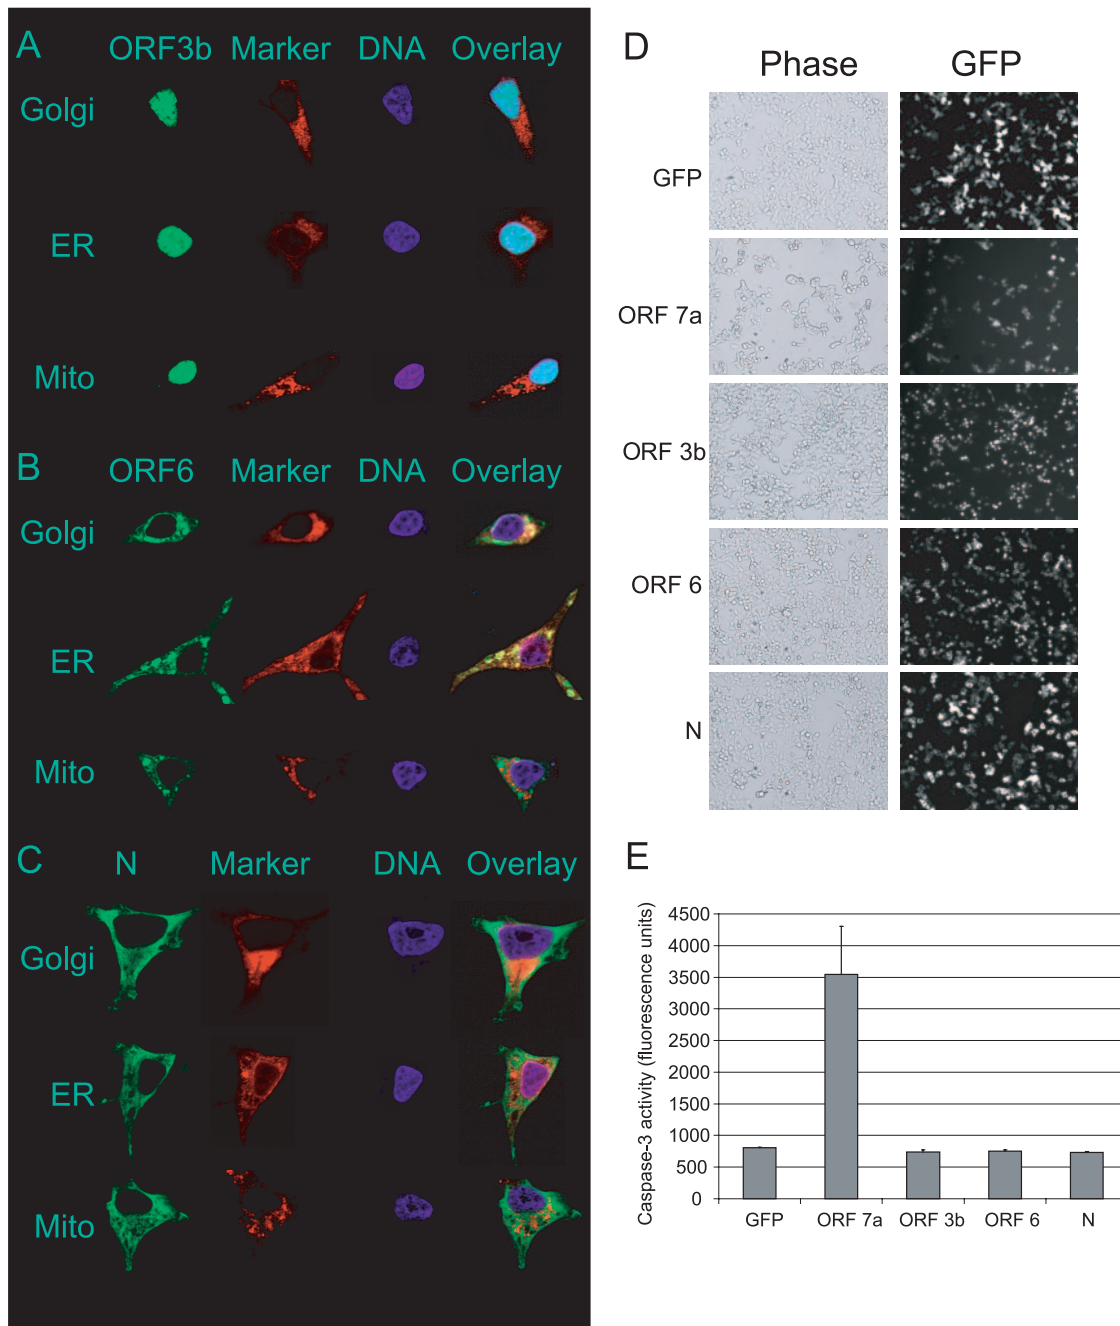 A
ORF3b Marker DNA Overlay
Golgi
ER
Mito
B
ORF6 Marker DNA Overlay
Golgi
ER
Mito
C
N Marker DNA Overlay
Golgi
ER
Mito
D
Phase GFP
GFP
ORF 7a
ORF 3b
ORF 6
N
E
Caspase-3 activity (fluorescence units)
4500
4000
3500
3000
2500
2000
1500
1000
500
0
GFP ORF 7a ORF 3b ORF 6 N